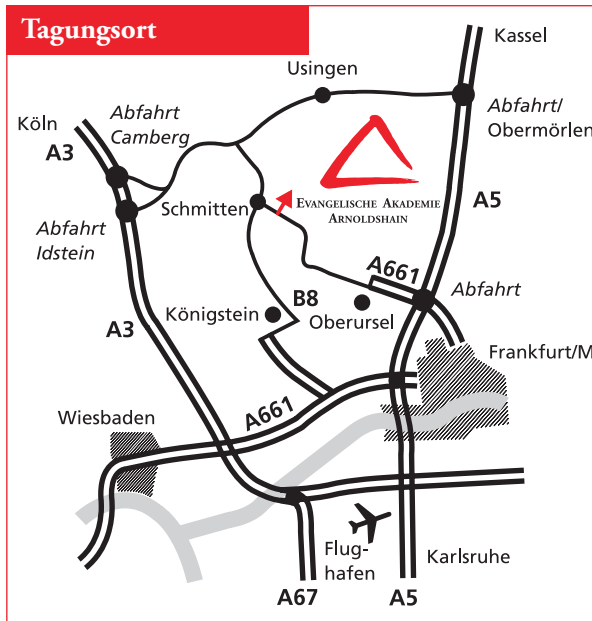 Tagungsort
Kassel
Usingen
Abfahrt
Camberg
Köln
A3
Abfahrt/
Obermörlen
Schmitten
EVANGELISCHE AKADEMIE
ARNOLDSHAIN
A5
Abfahrt
Idstein
A661
Abfahrt
B8
Königstein
Oberursel
A3
Frankfurt/M
Wiesbaden
A661
Flug-
hafen
Karlsruhe
A67
A5